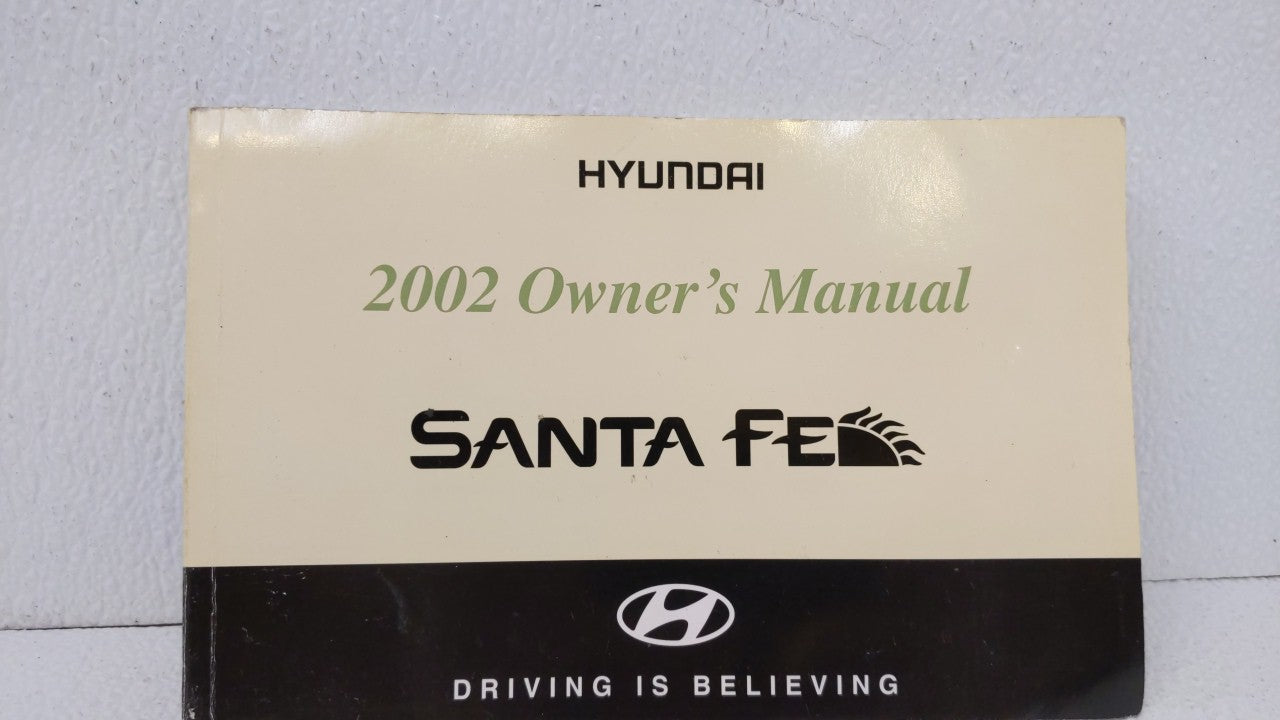 HYUNDAI
2002 Owner's Manual
SANTA FE
DRIVING IS BELIEVING